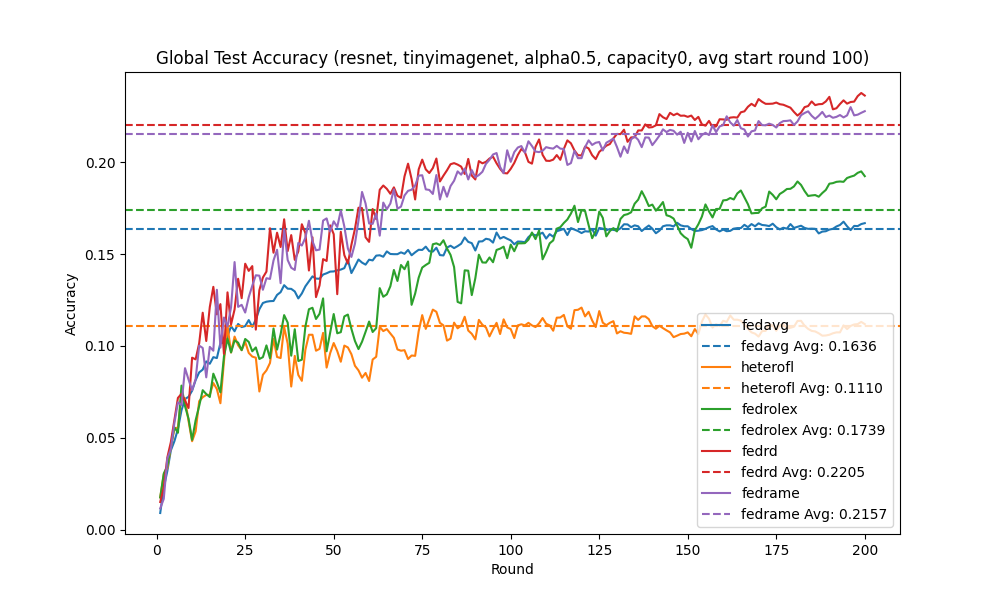 Global Test Accuracy (resnet, tinyimagenet, alpha0.5, capacity0, avg start round 100)
Accuracy
0.20
0.15
0.10
0.05
0.00
0 25 50 75 100 125 150 175 200
Round
fedavg
fedavg Avg: 0.1636
heterofl
heterofl Avg: 0.1110
fedrolex
fedrolex Avg: 0.1739
fedrd
fedrd Avg: 0.2205
fedrame
fedrame Avg: 0.2157